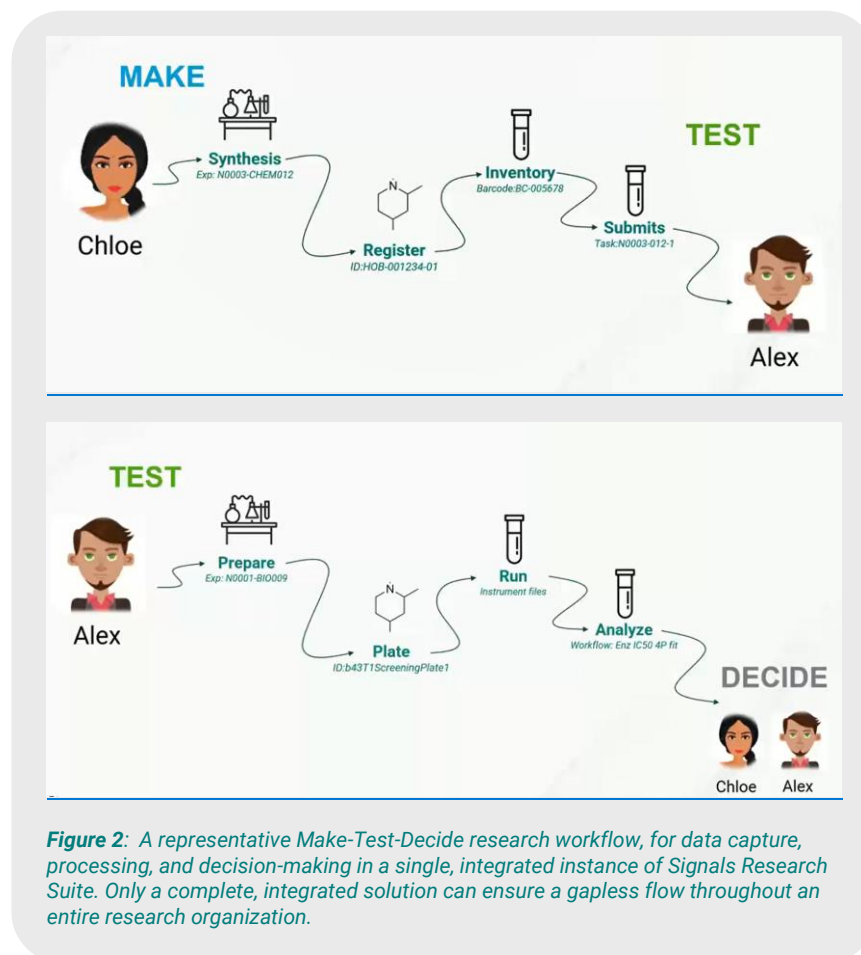 MAKE
Synthesis
Exp: N0003-CHEM012
Chloe
N
Register
ID:HOB-001234-01
Inventory
Barcode:BC-005678
Submits
Task:N0003-012-1
TEST
Alex
TEST
Alex
Prepare
Exp: N0001-BIO009
N
Plate
ID:b43T1ScreeningPlate1
Run
Instrument files
Analyze
Workflow: Enz IC50 4P fit
DECIDE
Chloe Alex
Figure 2: A representative Make-Test-Decide research workflow, for data capture,
processing, and decision-making in a single, integrated instance of Signals Research
Suite. Only a complete, integrated solution can ensure a gapless flow throughout an
entire research organization.